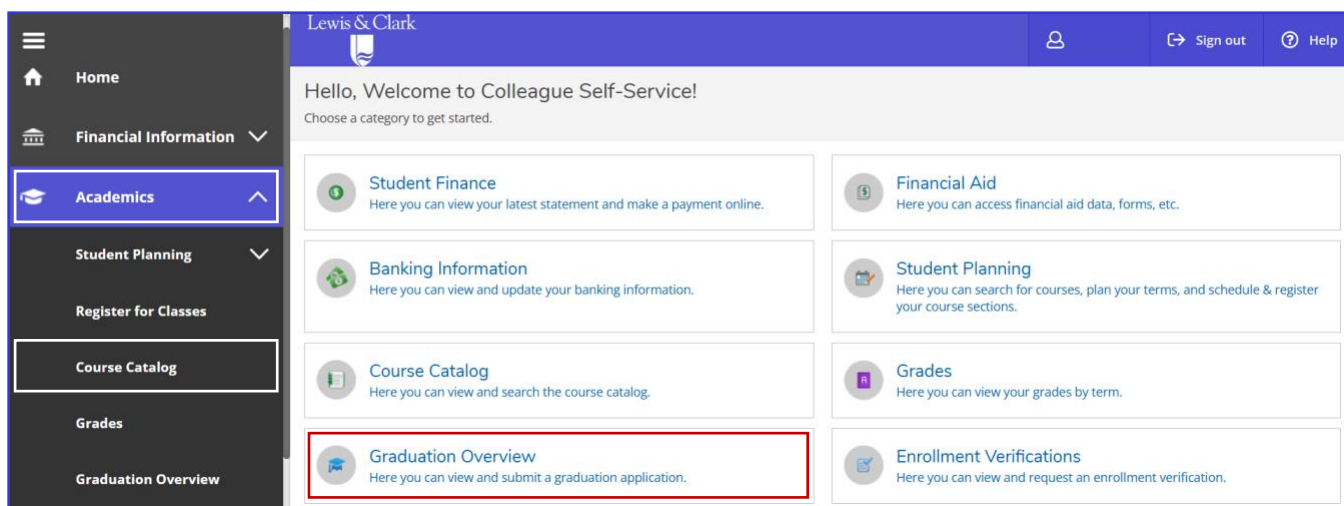 Lewis & Clark
Sign out
Help
Home
Financial Information
Academics
Student Planning
Register for Classes
Course Catalog
Grades
Graduation Overview
Hello, Welcome to Colleague Self-Service!
Choose a category to get started.
Student Finance
Here you can view your latest statement and make a payment online.
Financial Aid
Here you can access financial aid data, forms, etc.
Banking Information
Here you can view and update your banking information.
Student Planning
Here you can search for courses, plan your terms, and schedule & register
your course sections.
Course Catalog
Here you can view and search the course catalog.
Grades
Here you can view your grades by term.
Graduation Overview
Here you can view and submit a graduation application.
Enrollment Verifications
Here you can view and request an enrollment verification.